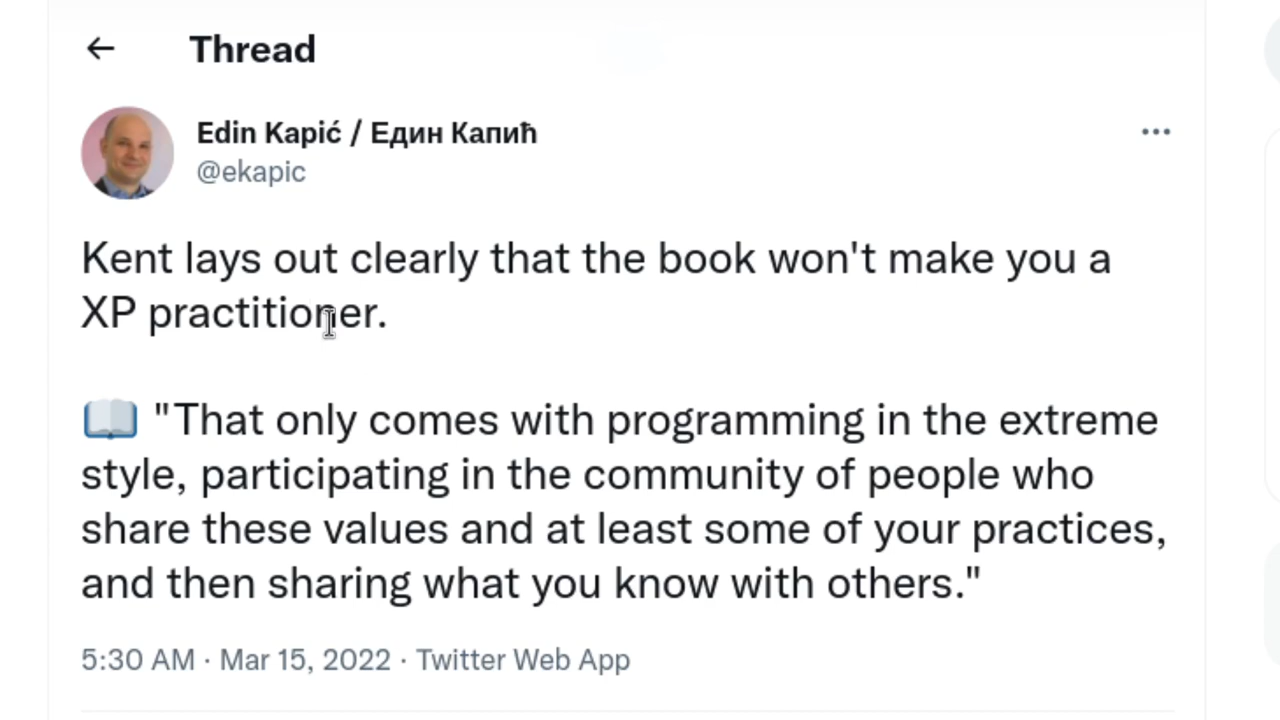 Thread
Edin Kapić / Един Капић
@ekapic
Kent lays out clearly that the book won't make you a
XP practitioner.
"That only comes with programming in the extreme
style, participating in the community of people who
share these values and at least some of your practices,
and then sharing what you know with others."
5:30 AM · Mar 15, 2022 · Twitter Web App